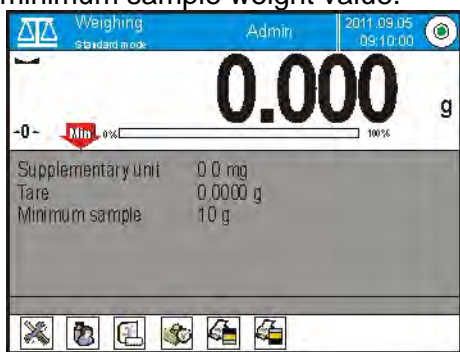 minimum sample weight value.
Weighing
Admin
2011.09.05
Standard mode
09:10:00
0.000
g
-0-
Min
0%
100%
Supplementary unit 0.0 mg
Tare 0.0000 g
Minimum sample 10 g